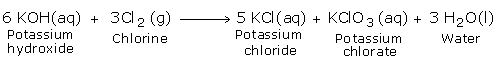 6 KOH(aq) + 3Cl₂ (g) ⟶ 5 KCl(aq) + KClO₃ (aq) + 3 H₂O(l)
Potassium hydroxide Chlorine Potassium chloride Potassium chlorate Water